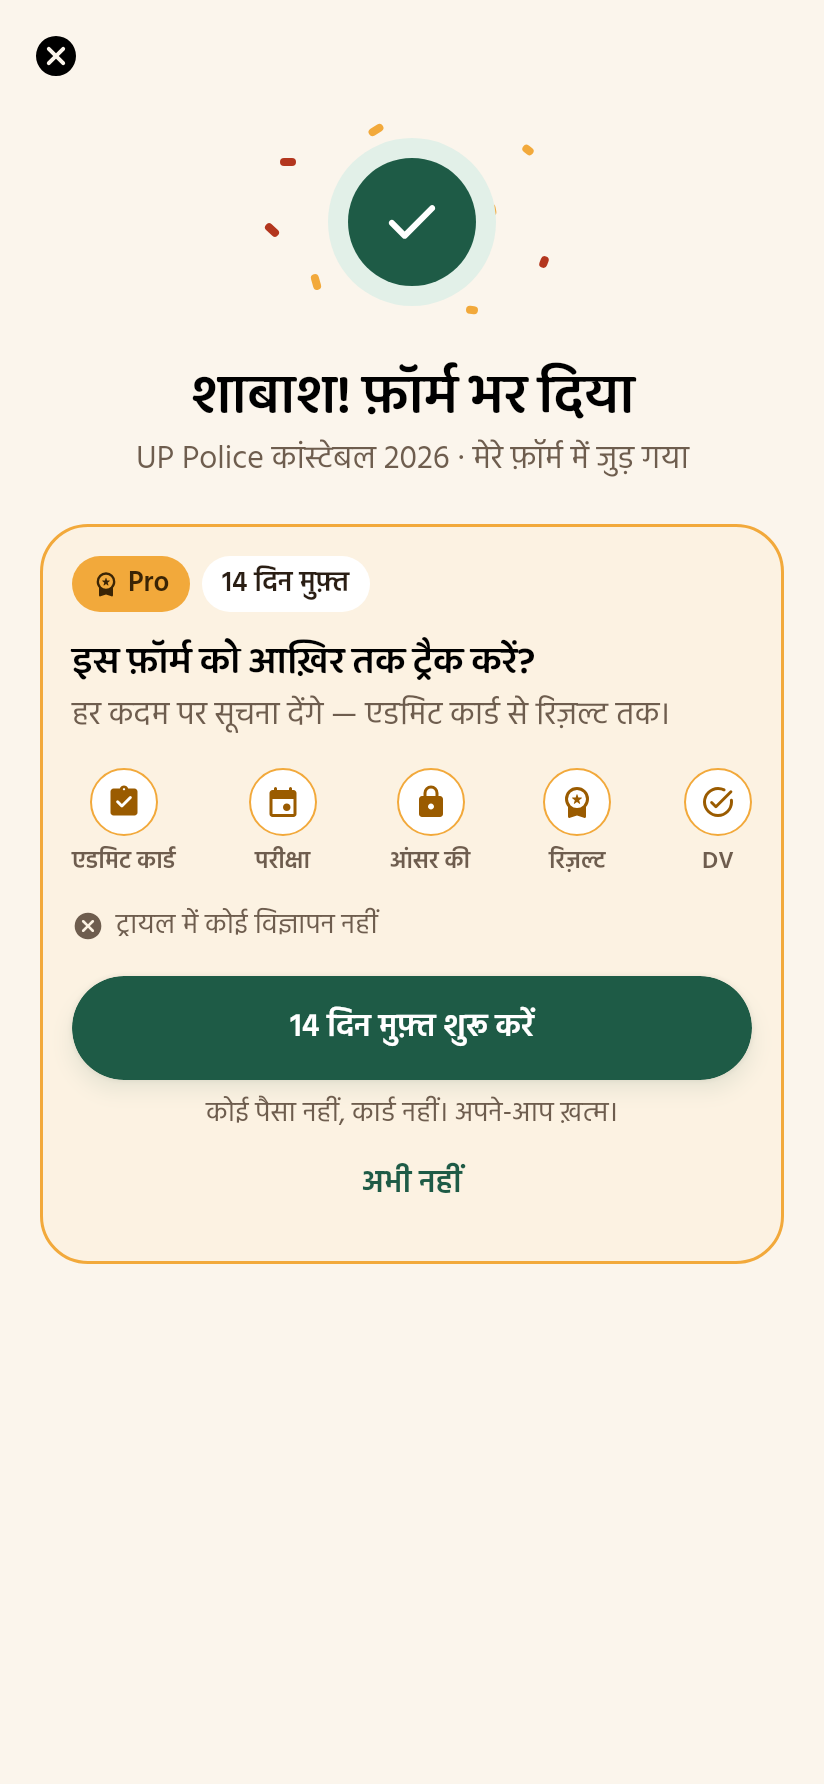 शाबाश! फ़ॉर्म भर दिया
UP Police कांस्टेबल 2026 · मेरे फ़ॉर्म में जुड़ गया
Pro
14 दिन मुफ़्त
इस फ़ॉर्म को आख़िर तक ट्रैक करें?
हर कदम पर सूचना देंगे — एडमिट कार्ड से रिज़ल्ट तक।
एडमिट कार्ड
परीक्षा
आंसर की
रिज़ल्ट
DV
ट्रायल में कोई विज्ञापन नहीं
14 दिन मुफ़्त शुरू करें
कोई पैसा नहीं, कार्ड नहीं। अपने-आप ख़त्म।
अभी नहीं